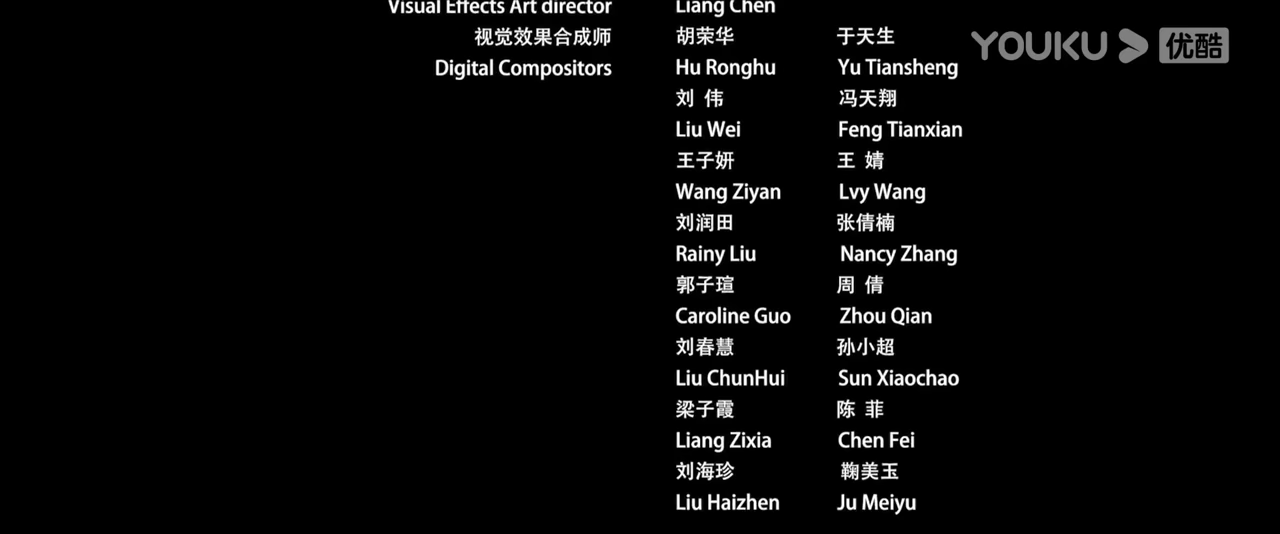 Visual Effects Art director Liang Chen
视觉效果合成师 胡荣华 于天生
Digital Compositors Hu Ronghu Yu Tiansheng
刘 伟 冯天翔
Liu Wei Feng Tianxian
王子妍 王 婧
Wang Ziyan Lvy Wang
刘润田 张倩楠
Rainy Liu Nancy Zhang
郭子瑄 周 倩
Caroline Guo Zhou Qian
刘春慧 孙小超
Liu ChunHui Sun Xiaochao
梁子霞 陈 菲
Liang Zixia Chen Fei
刘海珍 鞠美玉
Liu Haizhen Ju Meiyu
YOUKU 优酷